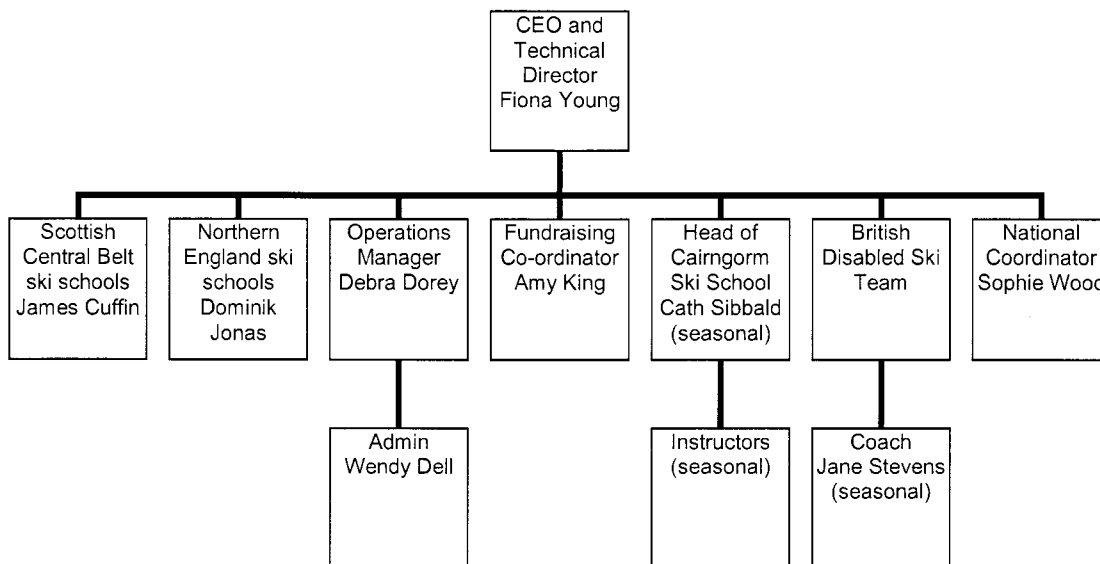 CEO and
Technical
Director
Fiona Young
Scottish
Central Belt
ski schools
James Cuffin
Northern
England ski
schools
Dominik
Jonas
Operations
Manager
Debra Dorey
Fundraising
Co-ordinator
Amy King
Head of
Cairngorm
Ski School
Cath Sibbald
(seasonal)
British
Disabled Ski
Team
National
Coordinator
Sophie Wood
Admin
Wendy Dell
Instructors
(seasonal)
Coach
Jane Stevens
(seasonal)